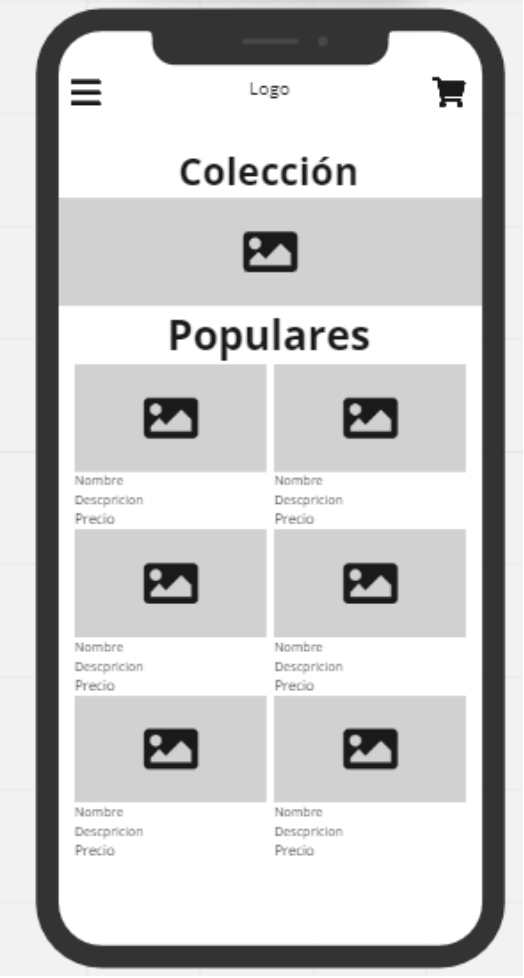 Logo
Colección
Populares
Nombre
Descpricion
Precio
Nombre
Descpricion
Precio
Nombre
Descpricion
Precio
Nombre
Descpricion
Precio
Nombre
Descpricion
Precio
Nombre
Descpricion
Precio